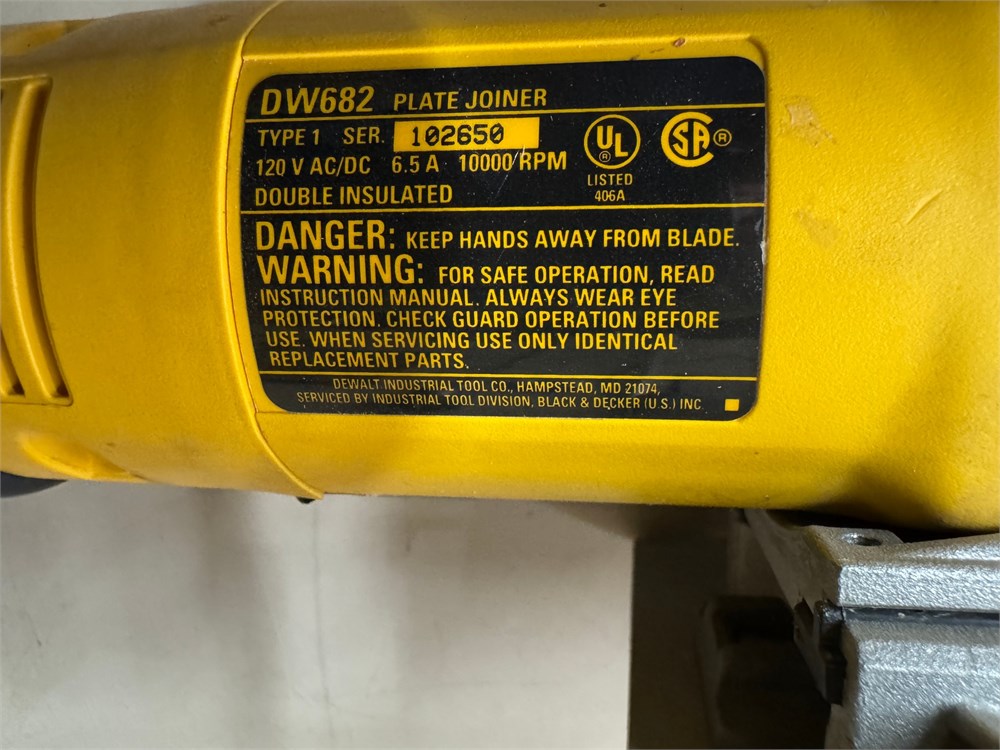 DW682 PLATE JOINER
TYPE 1 SER. 102650
120 V AC/DC 6.5 A 10000/RPM
DOUBLE INSULATED
UL ®
LISTED
406A
SA ®
DANGER: KEEP HANDS AWAY FROM BLADE.
WARNING: FOR SAFE OPERATION, READ
INSTRUCTION MANUAL. ALWAYS WEAR EYE
PROTECTION. CHECK GUARD OPERATION BEFORE
USE. WHEN SERVICING USE ONLY IDENTICAL
REPLACEMENT PARTS.
DEWALT INDUSTRIAL TOOL CO., HAMPSTEAD, MD 21074,
SERVICED BY INDUSTRIAL TOOL DIVISION, BLACK & DECKER (U.S.) INC.